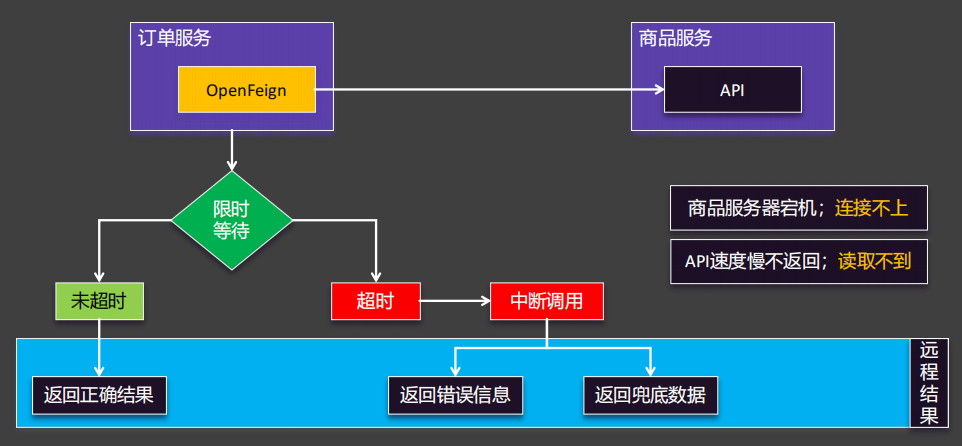 订单服务
商品服务
OpenFeign
API
限时
等待
商品服务器宕机；连接不上
API速度慢不返回；读取不到
未超时
超时
中断调用
返回正确结果
返回错误信息
返回兜底数据
远
程
结
果